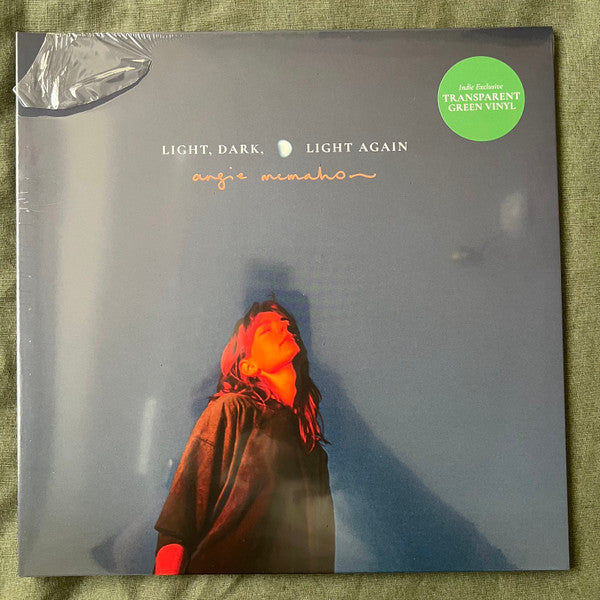 Indie Exclusive
TRANSPARENT
GREEN VINYL
LIGHT, DARK, LIGHT AGAIN
angie mcmahon